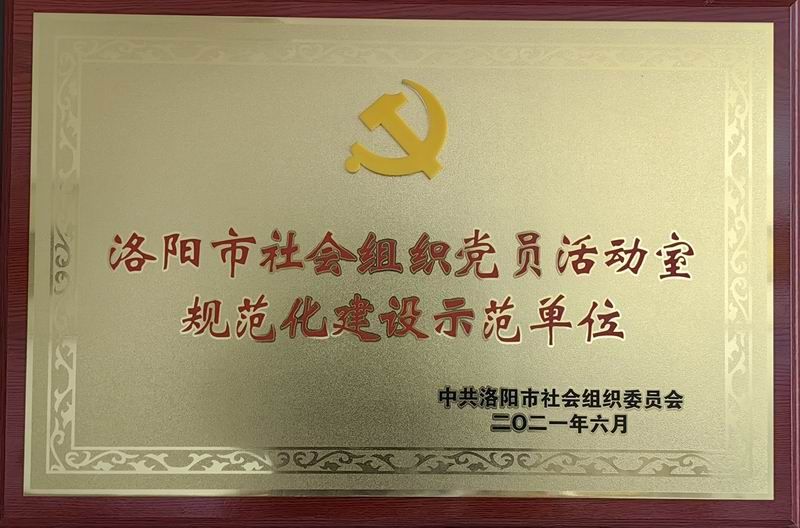 洛阳市社会组织党员活动室
规范化建设示范单位
中共洛阳市社会组织委员会
二〇二一年六月